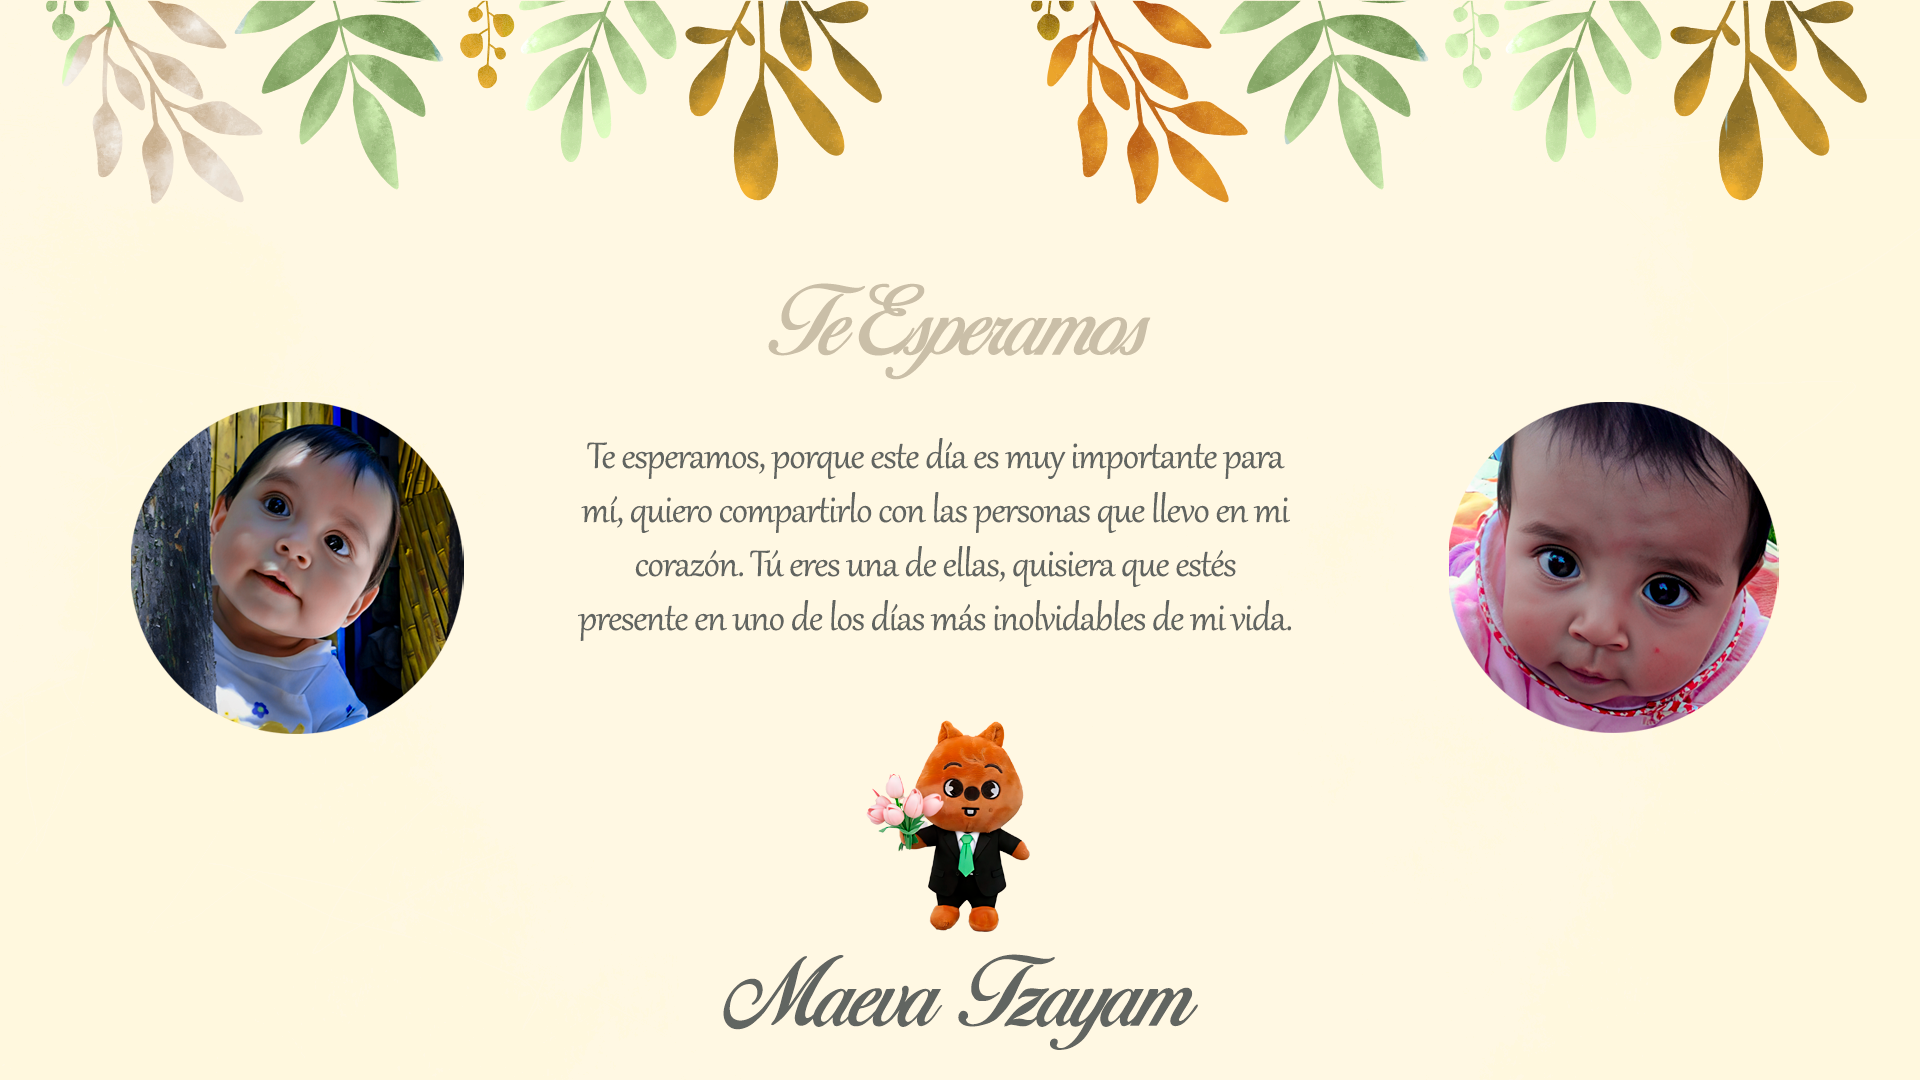 Te Esperamos
Te esperamos, porque este día es muy importante para
mí, quiero compartirlo con las personas que llevo en mi
corazón. Tú eres una de ellas, quisiera que estés
presente en uno de los días más inolvidables de mi vida.
Maeva Tzayam